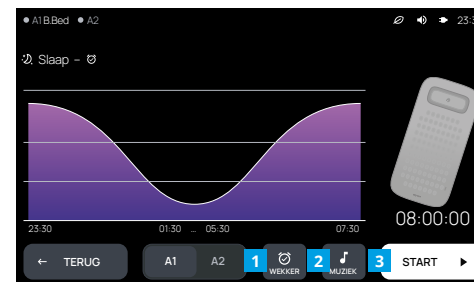 A1 B.Bed A2
Slaap –
23:30 01:30 ... 05:30 07:30
08:00:00
← TERUG A1 A2 1 WEKKER 2 MUZIEK 3 START